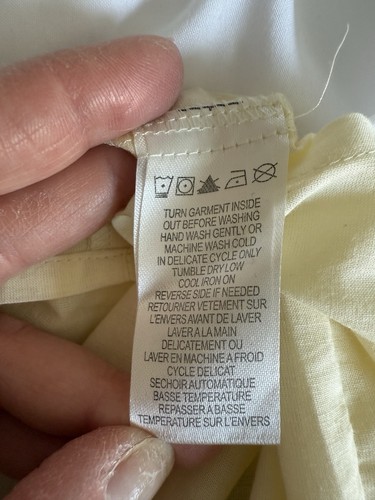 TURN GARMENT INSIDE
OUT BEFORE WASHING
HAND WASH GENTLY OR
MACHINE WASH COLD
IN DELICATE CYCLE ONLY
TUMBLE DRY LOW
COOL IRON ON
REVERSE SIDE IF NEEDED
RETOURNER VETEMENT SUR
L'ENVERS AVANT DE LAVER
LAVER A LA MAIN
DELICATEMENT OU
LAVER EN MACHINE A FROID
CYCLE DELICAT
SECHOIR AUTOMATIQUE
BASSE TEMPERATURE
REPASSER A BASSE
TEMPERATURE SUR L'ENVERS